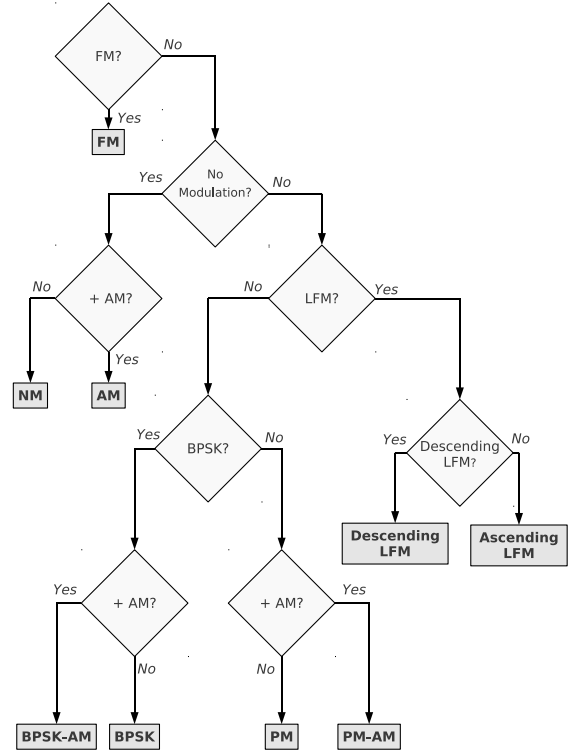 No
FM?
Yes
FM
No
Modulation?
Yes
No
No
+ AM?
Yes
NM
AM
No
LFM?
Yes
Yes
BPSK?
No
Yes
Descending
LFM?
No
Descending
LFM
Ascending
LFM
Yes
+ AM?
No
+ AM?
Yes
No
BPSK-AM
BPSK
PM
PM-AM